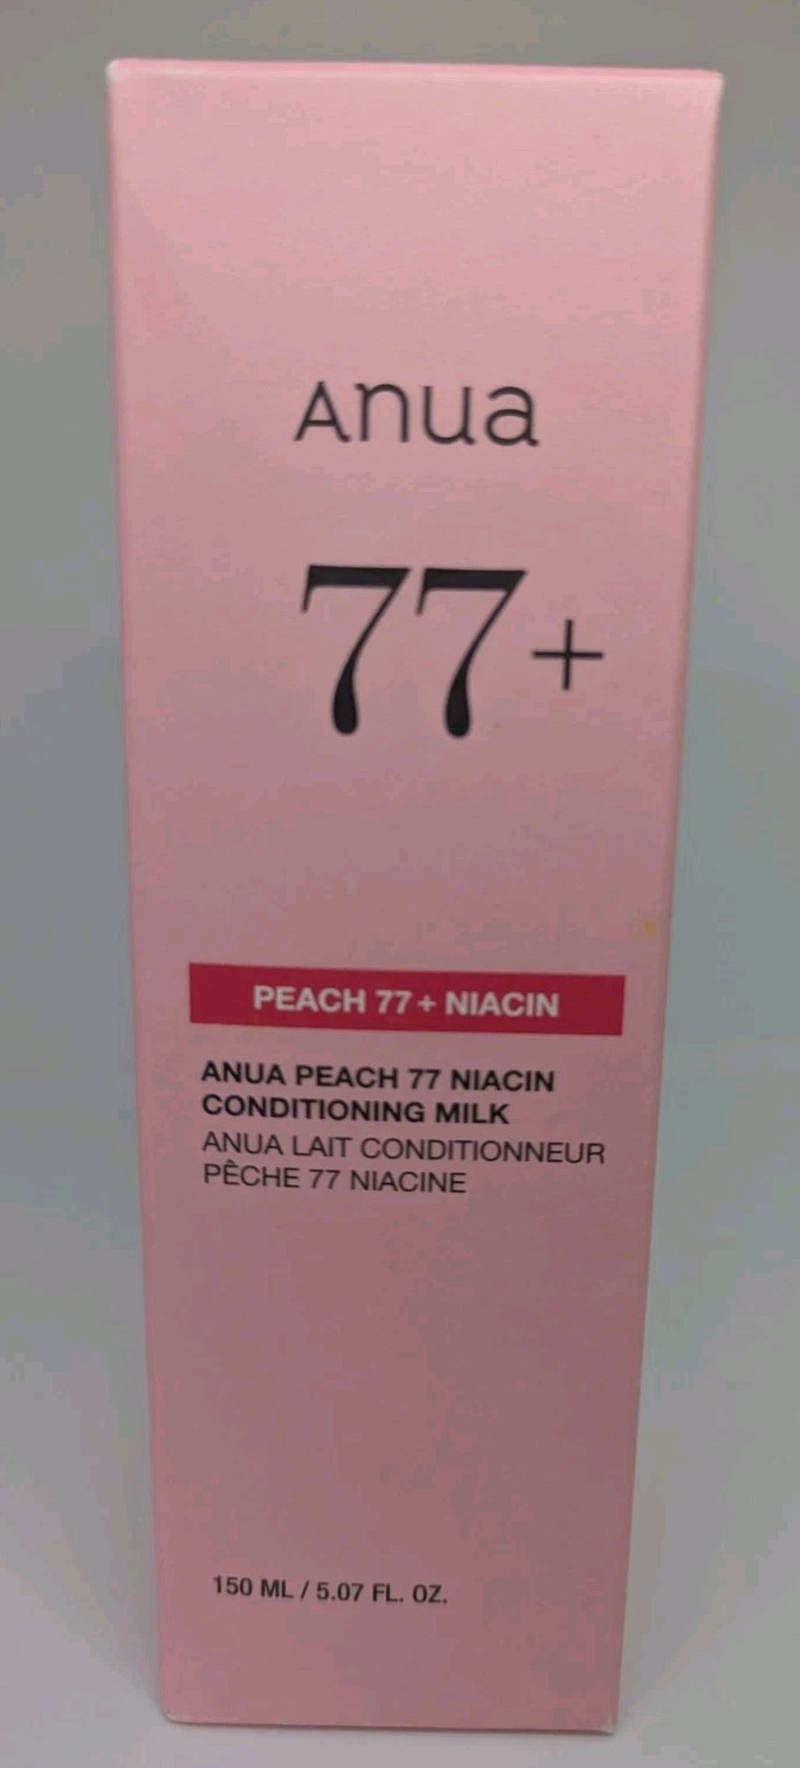 Anua
77+
PEACH 77+ NIACIN
ANUA PEACH 77 NIACIN
CONDITIONING MILK
ANUA LAIT CONDITIONNEUR
PÊCHE 77 NIACINE
150 ML / 5.07 FL. OZ.